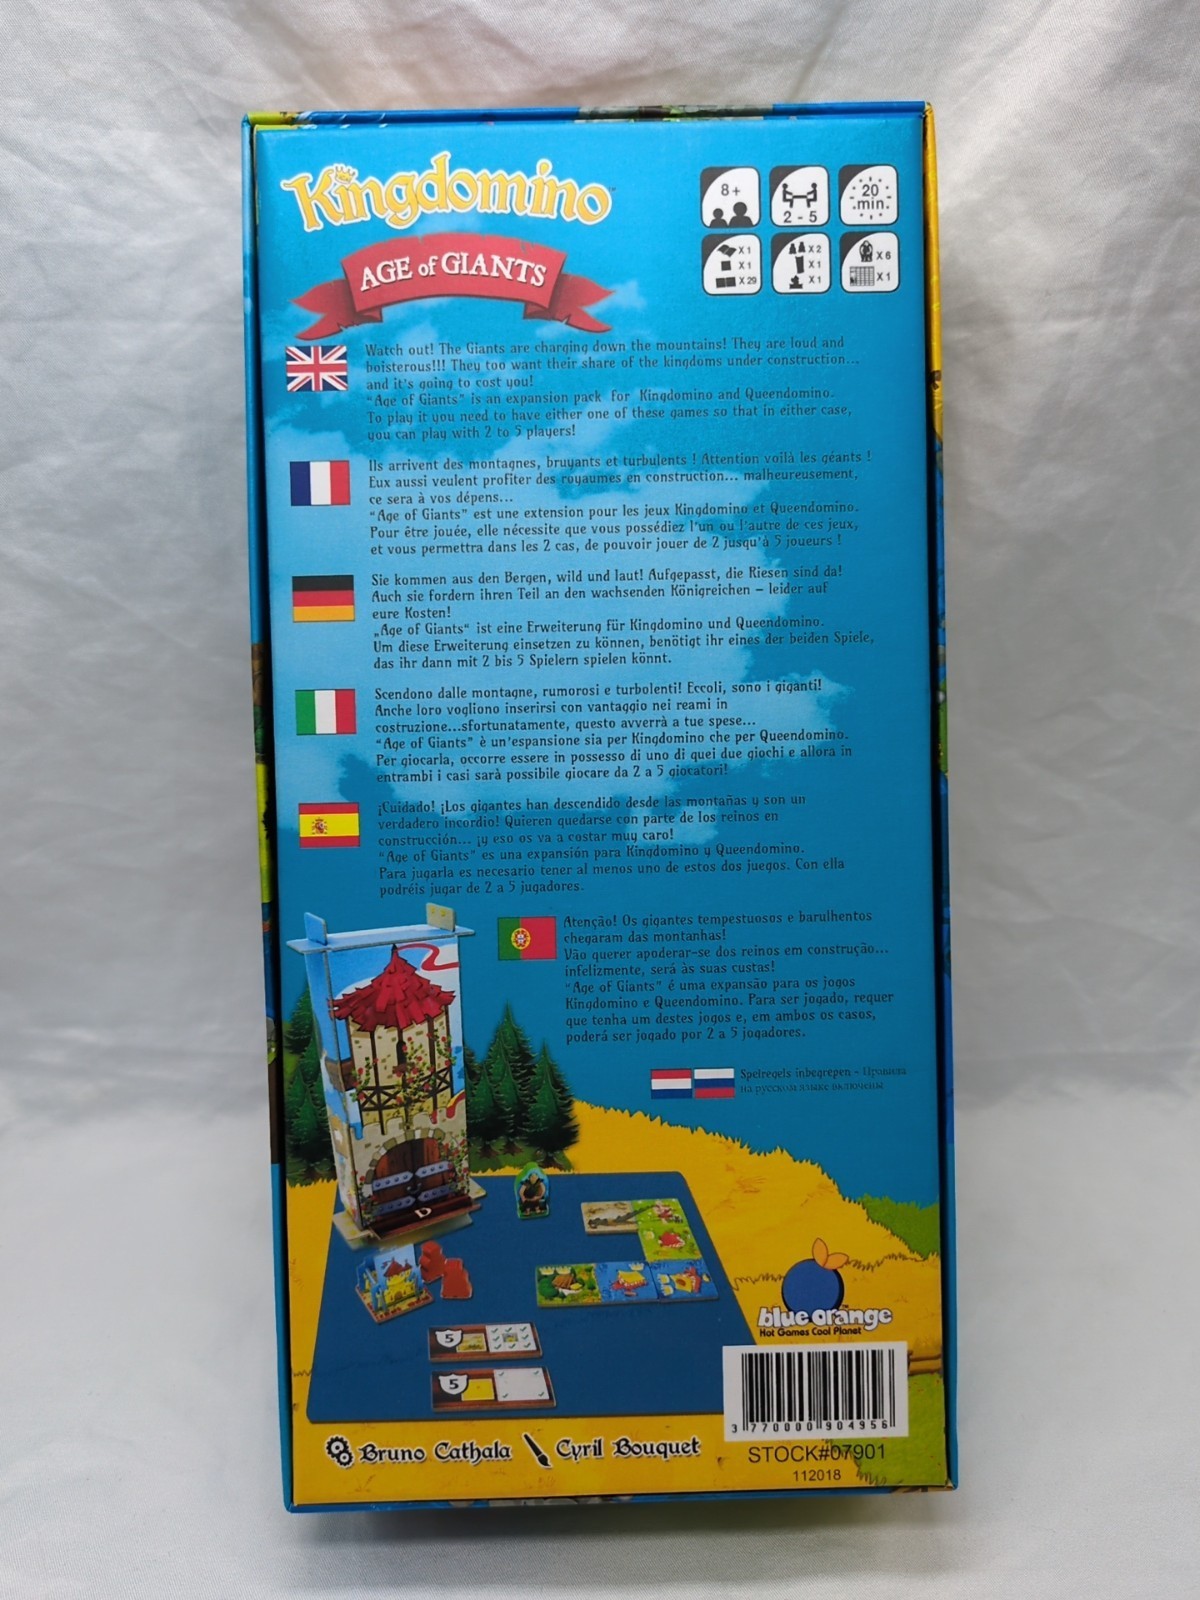 Kingdomino™
AGE of GIANTS
8+
2 - 5
20
min.
X1
X1
X29
X2
X1
X1
X6
X1
Watch out! The Giants are charging down the mountains! They are loud and
boisterous!!! They too want their share of the kingdoms under construction...
and it's going to cost you!
"Age of Giants" is an expansion pack for Kingdomino and Queendomino.
To play it you need to have either one of these games so that in either case,
you can play with 2 to 5 players!
Ils arrivent des montagnes, bruyants et turbulents ! Attention voilà les géants !
Eux aussi veulent profiter des royaumes en construction... malheureusement,
ce sera à vos dépens...
"Age of Giants" est une extension pour les jeux Kingdomino et Queendomino.
Pour être jouée, elle nécessite que vous possédiez l'un ou l'autre de ces jeux,
et vous permettra dans les 2 cas, de pouvoir jouer de 2 jusqu'à 5 joueurs !
Sie kommen aus den Bergen, wild und laut! Aufgepasst, die Riesen sind da!
Auch sie fordern ihren Teil an den wachsenden Königreichen – leider auf
eure Kosten!
„Age of Giants“ ist eine Erweiterung für Kingdomino und Queendomino.
Um diese Erweiterung einsetzen zu können, benötigt ihr eines der beiden Spiele,
das ihr dann mit 2 bis 5 Spielern spielen könnt.
Scendono dalle montagne, rumorosi e turbolenti! Eccoli, sono i giganti!
Anche loro vogliono inserirsi con vantaggio nei reami in
costruzione...sfortunatamente, questo avverrà a tue spese...
"Age of Giants" è un'espansione sia per Kingdomino che per Queendomino.
Per giocarla, occorre essere in possesso di uno di quei due giochi e allora in
entrambi i casi sarà possibile giocare da 2 a 5 giocatori!
¡Cuidado! ¡Los gigantes han descendido desde las montañas y son un
verdadero incordio! Quieren quedarse con parte de los reinos en
construcción... ¡y eso os va a costar muy caro!
"Age of Giants" es una expansión para Kingdomino y Queendomino.
Para jugarla es necesario tener al menos uno de estos dos juegos. Con ella
podréis jugar de 2 a 5 jugadores.
Atenção! Os gigantes tempestuosos e barulhentos
chegaram das montanhas!
Vão querer apoderar-se dos reinos em construção...
infelizmente, será às suas custas!
"Age of Giants" é uma expansão para os jogos
Kingdomino e Queendomino. Para ser jogado, requer
que tenha um destes jogos e, em ambos os casos,
poderá ser jogado por 2 a 5 jogadores.
Spelregels inbegrepen - Правила
на русском языке включены
D
5
5
blue orange™
Hot Games Cool Planet
3 770000 904956
STOCK#07901
112018
Bruno Cathala
Cyril Bouquet